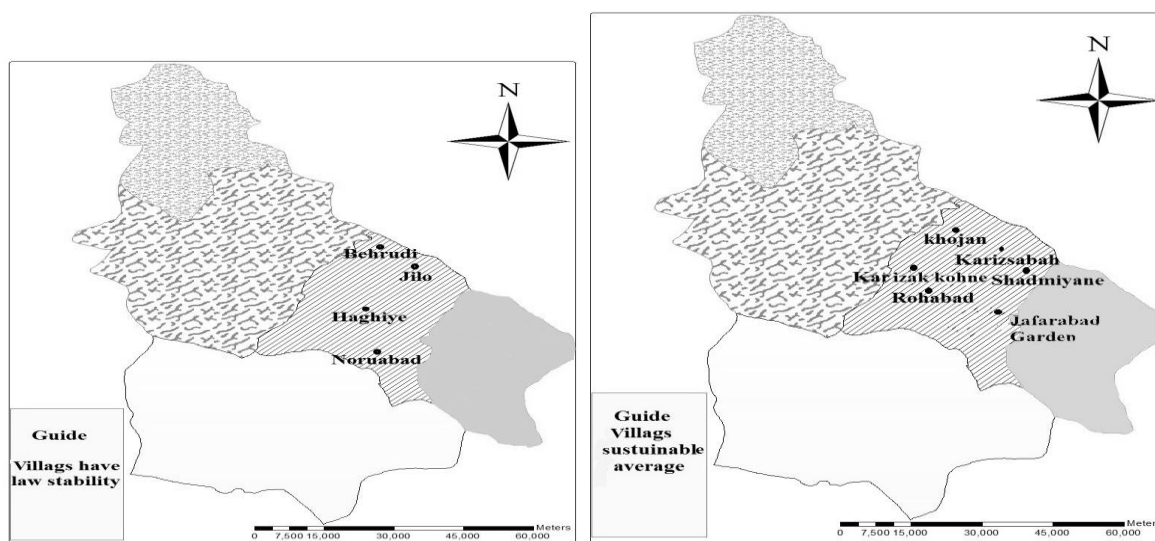 N
Behrudi
Jilo
Haghiye
Noruabad
Guide
Villags have
law stability
Meters
0 7,500 15,000 30,000 45,000 60,000
N
khojan
Karizsabah
Karizak kohne
Shadmiyane
Rohabad
Jafarabad
Garden
Guide
Villags
sustuinable
average
Meters
0 7,500 15,000 30,000 45,000 60,000